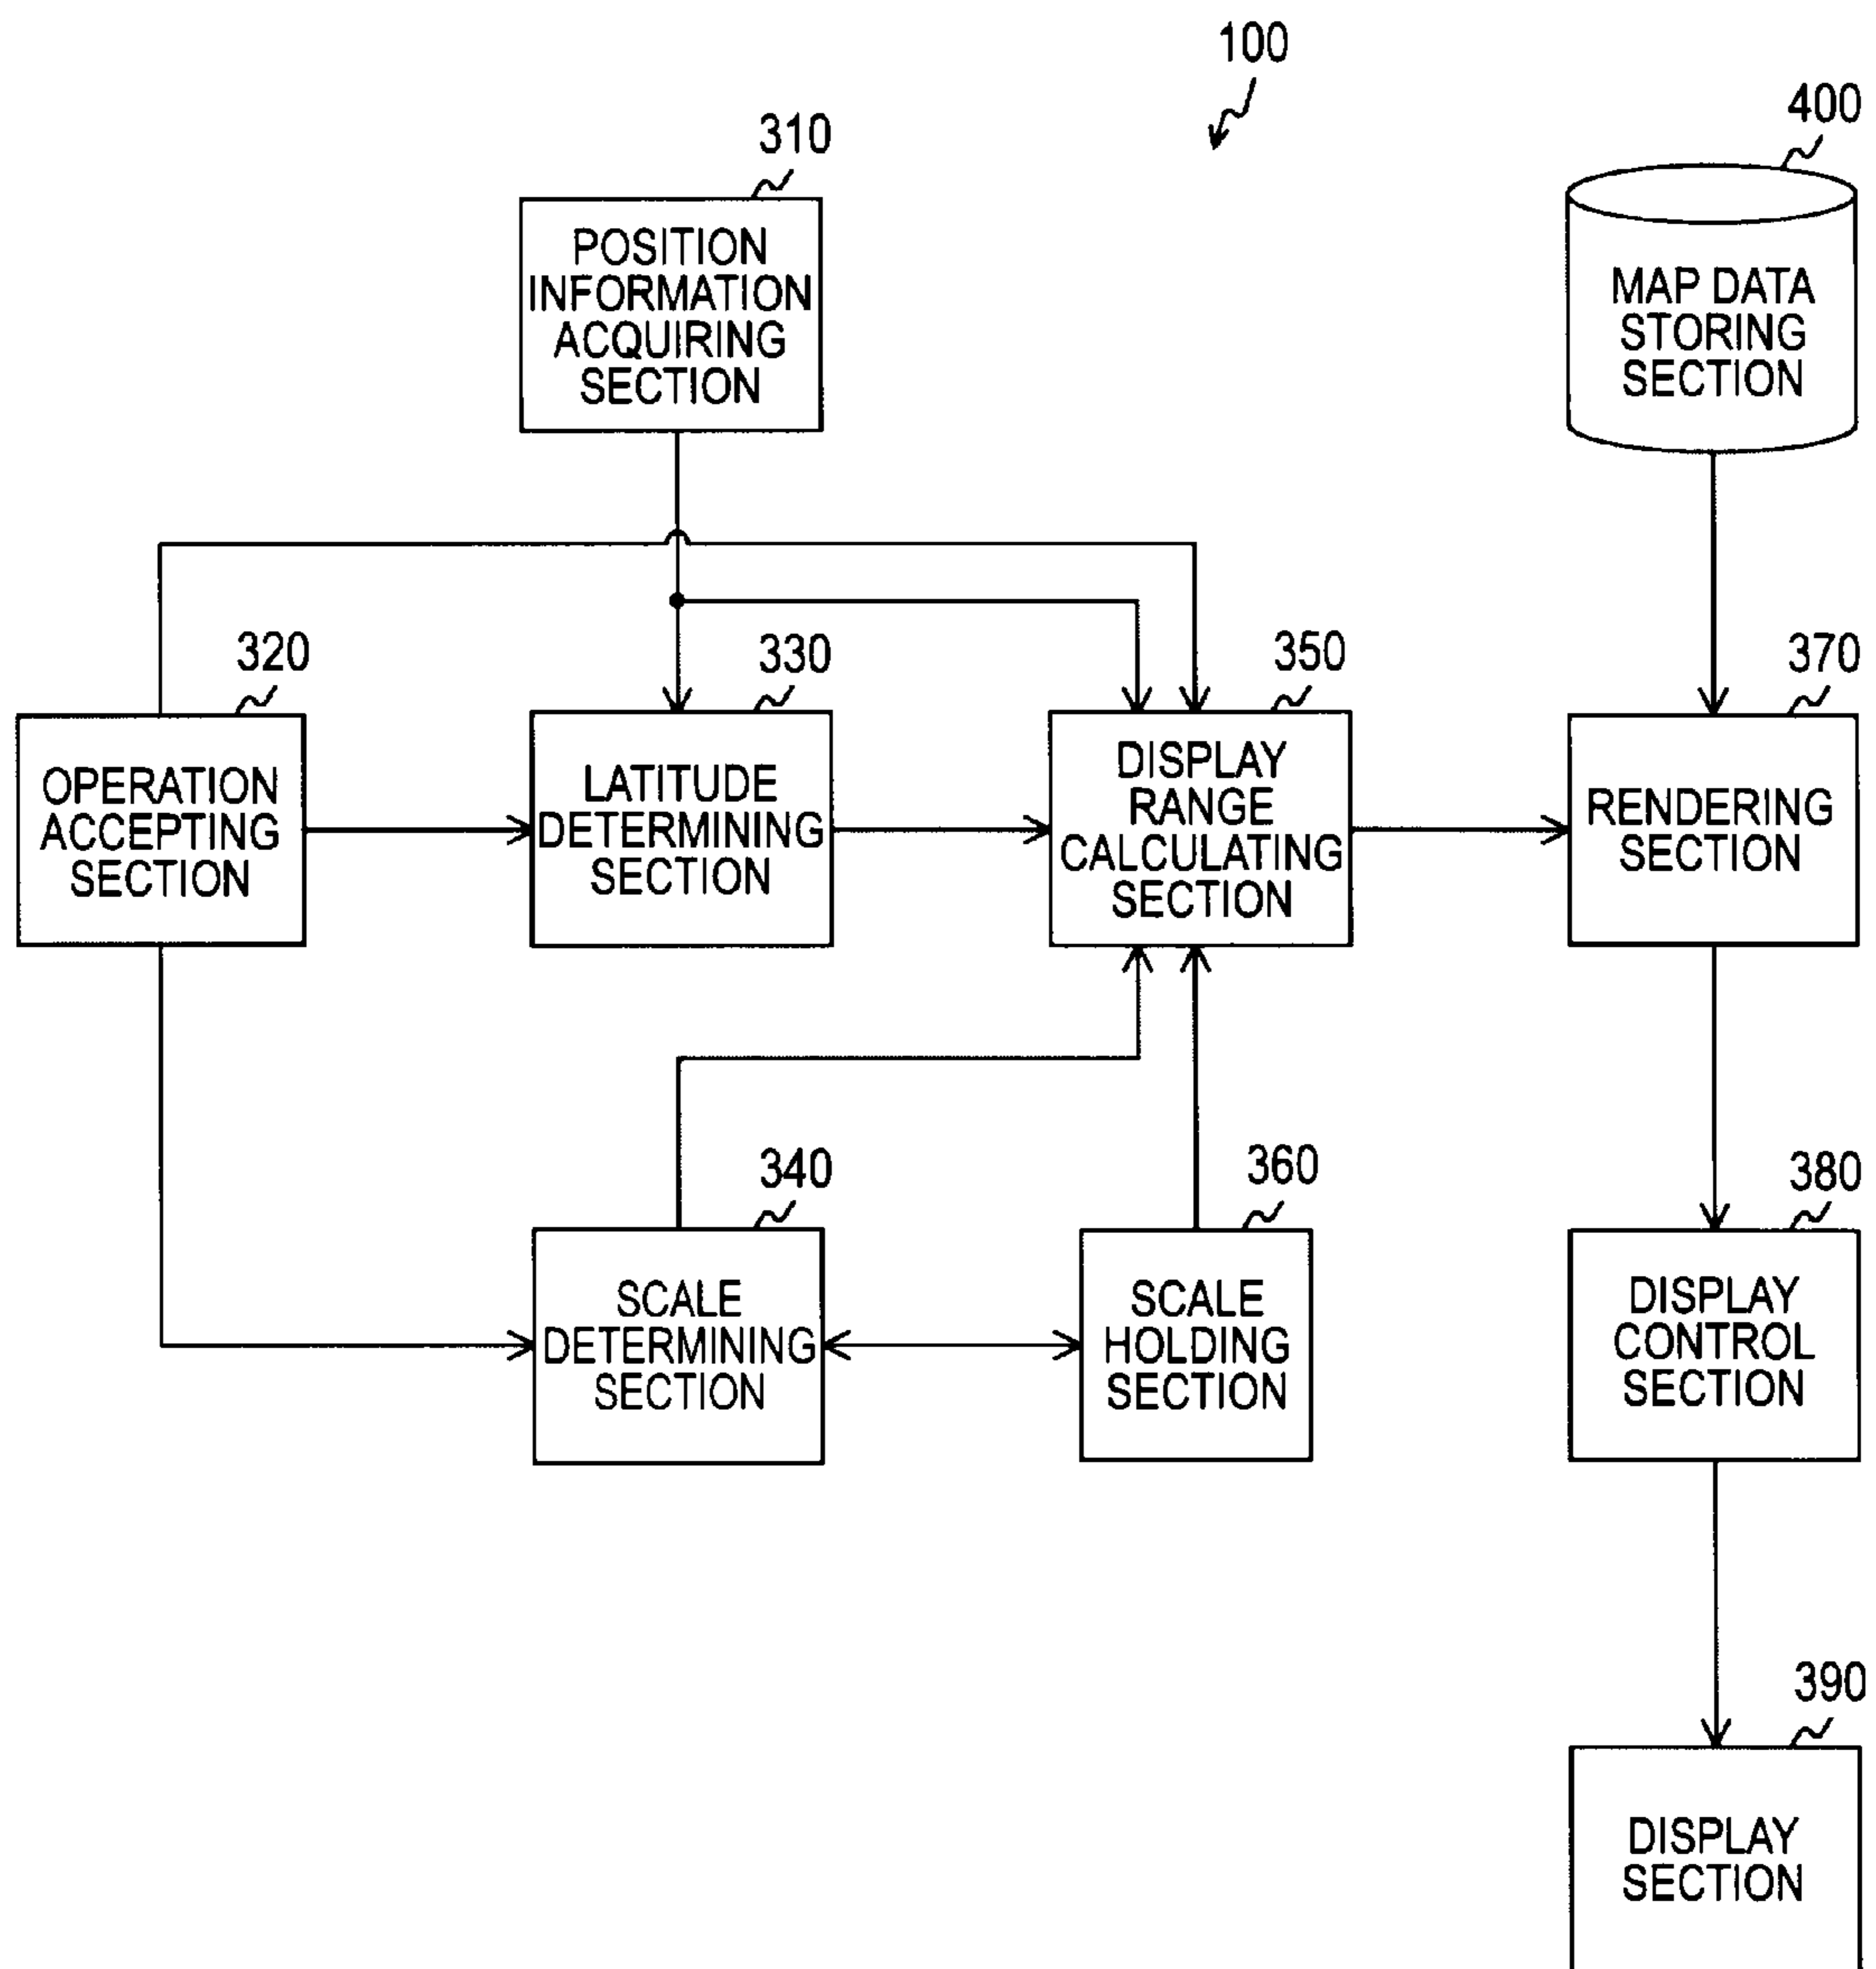 100
400
310
POSITION
INFORMATION
ACQUIRING
SECTION
MAP DATA
STORING
SECTION
320
330
350
370
OPERATION
ACCEPTING
SECTION
LATITUDE
DETERMINING
SECTION
DISPLAY
RANGE
CALCULATING
SECTION
RENDERING
SECTION
340
360
380
SCALE
DETERMINING
SECTION
SCALE
HOLDING
SECTION
DISPLAY
CONTROL
SECTION
390
DISPLAY
SECTION